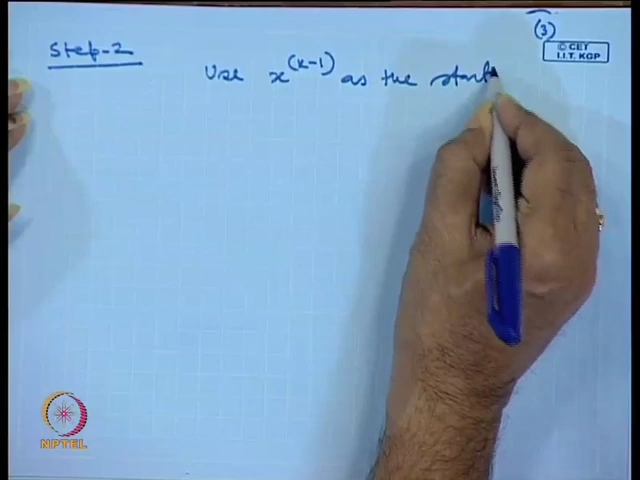 (3)
© CET
I.I.T. KGP
Step-2
Use x^(k-1) as the start
NPTEL